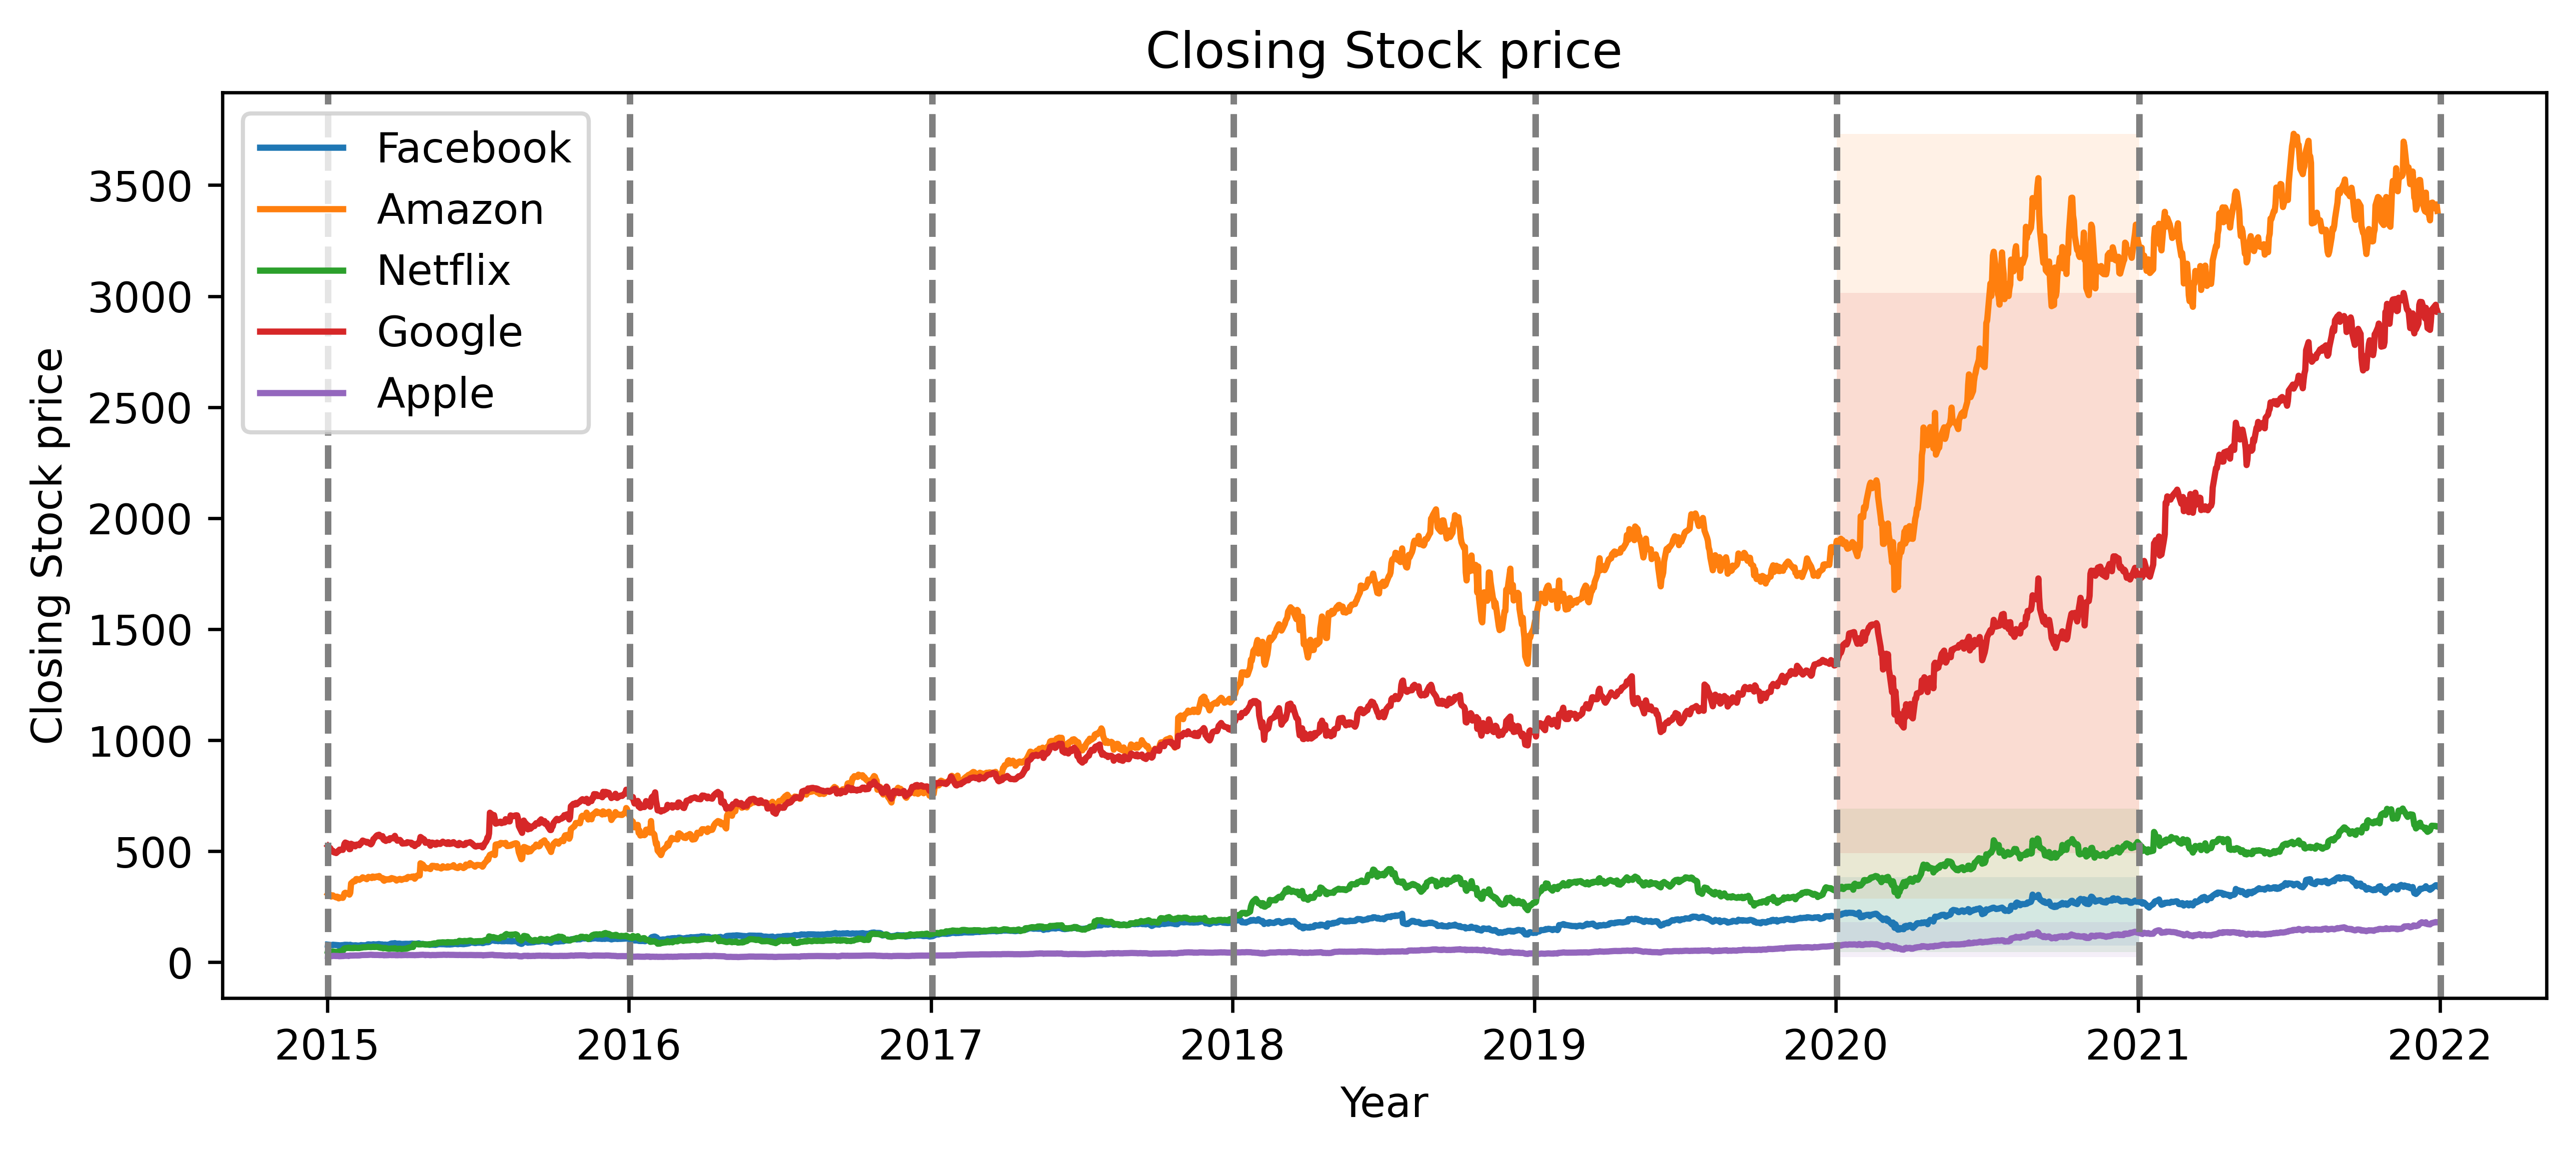 Closing Stock price
Facebook
Amazon
Netflix
Google
Apple
Closing Stock price
3500
3000
2500
2000
1500
1000
500
0
2015 2016 2017 2018 2019 2020 2021 2022
Year